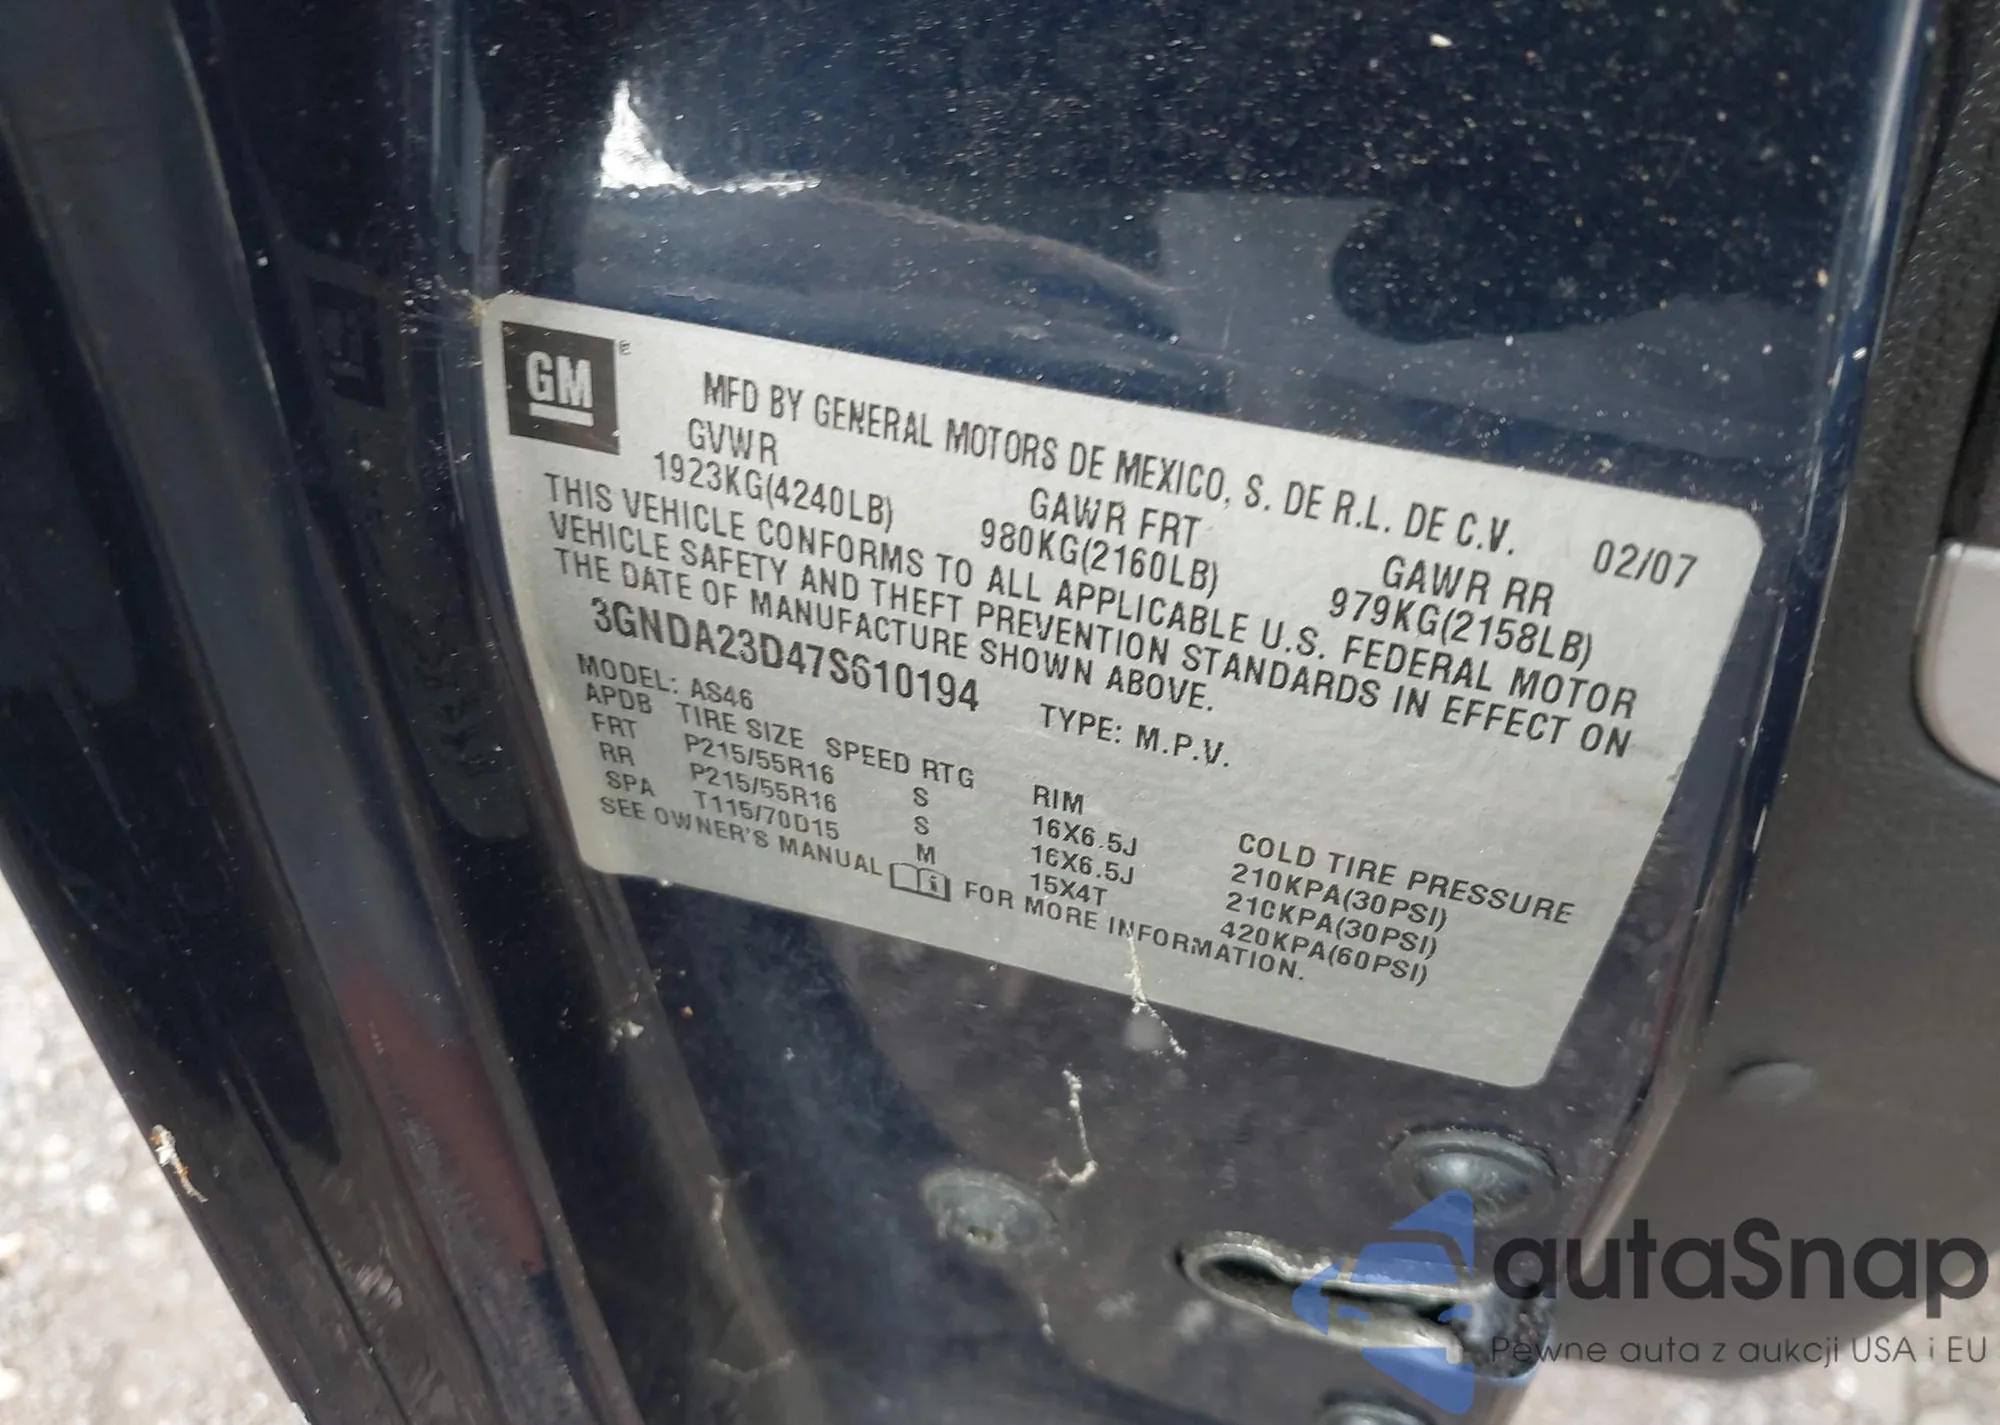 GM
MFD BY GENERAL MOTORS DE MEXICO, S. DE R.L. DE C.V. 02/07
GVWR GAWR FRT GAWR RR
1923KG(4240LB) 980KG(2160LB) 979KG(2158LB)
THIS VEHICLE CONFORMS TO ALL APPLICABLE U.S. FEDERAL MOTOR
VEHICLE SAFETY AND THEFT PREVENTION STANDARDS IN EFFECT ON
THE DATE OF MANUFACTURE SHOWN ABOVE.
3GNDA23D47S610194 TYPE: M.P.V.
MODEL: AS46
APDB TIRE SIZE SPEED RTG RIM COLD TIRE PRESSURE
FRT P215/55R16 S 16X6.5J 210KPA(30PSI)
RR P215/55R16 S 16X6.5J 210KPA(30PSI)
SPA T115/70D15 M 15X4T 420KPA(60PSI)
SEE OWNER'S MANUAL FOR MORE INFORMATION.
autaSnap
Pewne auta z aukcji USA i EU